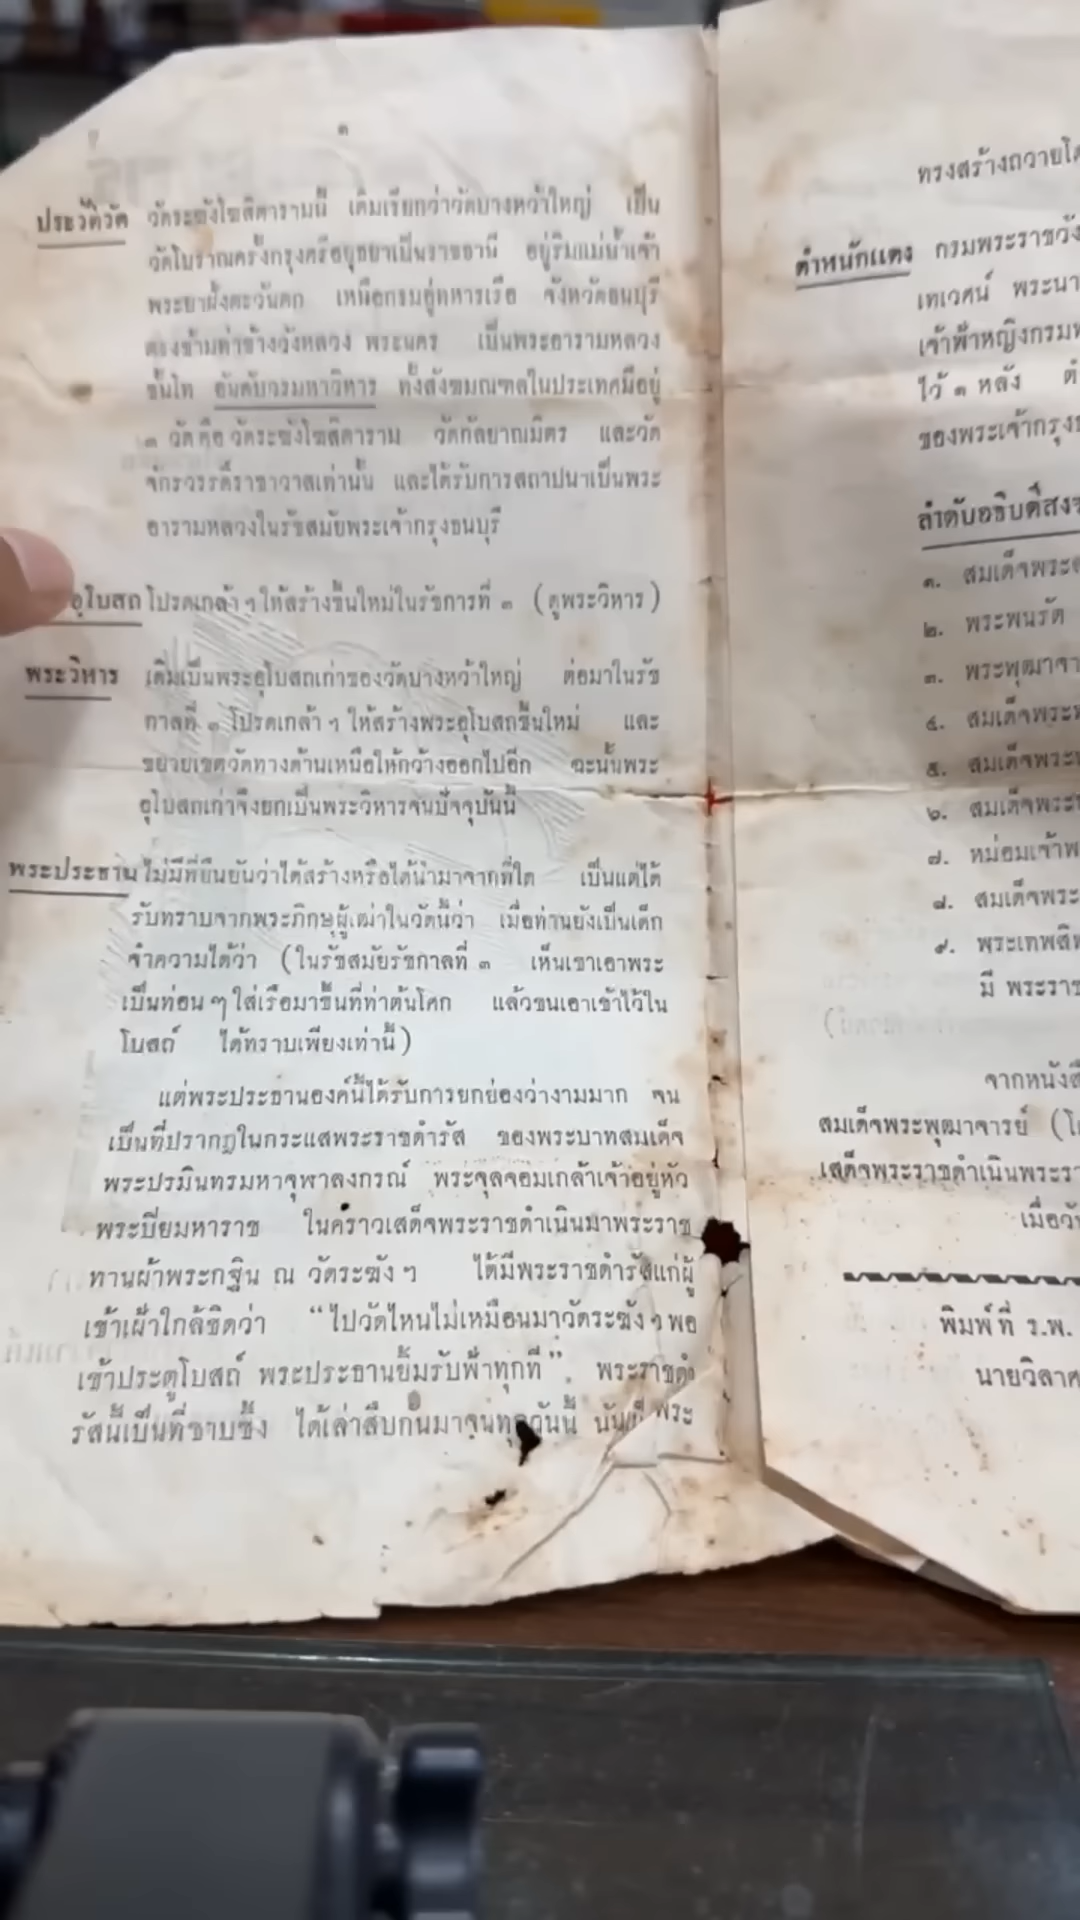 ๑
ประวัติวัด วัดระฆังโฆสิตารามนี้ เดิมเรียกว่าวัดบางหว้าใหญ่ เป็น
วัดโบราณครั้งกรุงศรีอยุธยาเป็นราชธานี อยู่ริมแม่น้ำเจ้า
พระยาฝั่งตะวันตก เหนือกรมอู่ทหารเรือ จังหวัดธนบุรี
ตรงข้ามท่าช้างวังหลวง พระนคร เป็นพระอารามหลวง
ชั้นโท อันดับวรมหาวิหาร ทั้งสังฆมณฑลในประเทศมีอยู่
๓ วัด คือ วัดระฆังโฆสิตาราม วัดกัลยาณมิตร และวัด
จักรวรรดิ์ราชาวาสเท่านั้น และได้รับการสถาปนาเป็นพระ
อารามหลวงในรัชสมัยพระเจ้ากรุงธนบุรี
อุโบสถ โปรดเกล้า ฯ ให้สร้างขึ้นใหม่ในรัชการที่ ๓ (ดูพระวิหาร)
พระวิหาร เดิมเป็นพระอุโบสถเก่าของวัดบางหว้าใหญ่ ต่อมาในรัช
กาลที่ ๓ โปรดเกล้า ฯ ให้สร้างพระอุโบสถขึ้นใหม่ และ
ขยายเขตวัดทางด้านเหนือให้กว้างออกไปอีก ฉะนั้นพระ
อุโบสถเก่าจึงยกเป็นพระวิหารจนปัจจุบันนี้
พระประธาน ไม่มีที่ยืนยันว่าได้สร้างหรือได้นำมาจากที่ใด เป็นแต่ได้
รับทราบจากพระภิกษุผู้เฒ่าในวัดนี้ว่า เมื่อท่านยังเป็นเด็ก
จำความได้ว่า (ในรัชสมัยรัชกาลที่ ๓ เห็นเขาเอาพระ
เป็นท่อน ๆ ใส่เรือมาขึ้นที่ท่าต้นโศก แล้วขนเอาเข้าไว้ใน
โบสถ์ ได้ทราบเพียงเท่านี้)
แต่พระประธานองค์นี้ได้รับการยกย่องว่างามมาก จน
เป็นที่ปรากฏในกระแสพระราชดำรัส ของพระบาทสมเด็จ
พระปรมินทรมหาจุฬาลงกรณ์ พระจุลจอมเกล้าเจ้าอยู่หัว
พระปิยมหาราช ในคราวเสด็จพระราชดำเนินมาพระราช
ทานผ้าพระกฐิน ณ วัดระฆัง ฯ ได้มีพระราชดำรัสแก่ผู้
เข้าเฝ้าใกล้ชิดว่า “ไปวัดไหนไม่เหมือนมาวัดระฆัง ฯ พอ
เข้าประตูโบสถ์ พระประธานยิ้มรับฟ้าทุกที” พระราชดำ
รัสนี้เป็นที่ซาบซึ้ง ได้เล่าสืบกันมาจนทุกวันนี้ นับเป็นพระ
ทรงสร้างถวายโด
ตำหนักแดง กรมพระราชวัง
เทเวศน์ พระนา
เจ้าฟ้าหญิงกรมพ
ไว้ ๑ หลัง
ของพระเจ้ากรุงธ
ลำดับอธิบดีสง
๑. สมเด็จพระ
๒. พระพนรัต
๓. พระพุฒาจา
๔. สมเด็จพระ
๕. สมเด็จพระ
๖. สมเด็จพระ
๗. หม่อมเจ้าพ
๘. สมเด็จพระ
๙. พระเทพสิท
มี พระราช
จากหนังสื
สมเด็จพระพุฒาจารย์ (โต
เสด็จพระราชดำเนินพระรา
เมื่อวัน
พิมพ์ที่ ร.พ.
นายวิลาศ